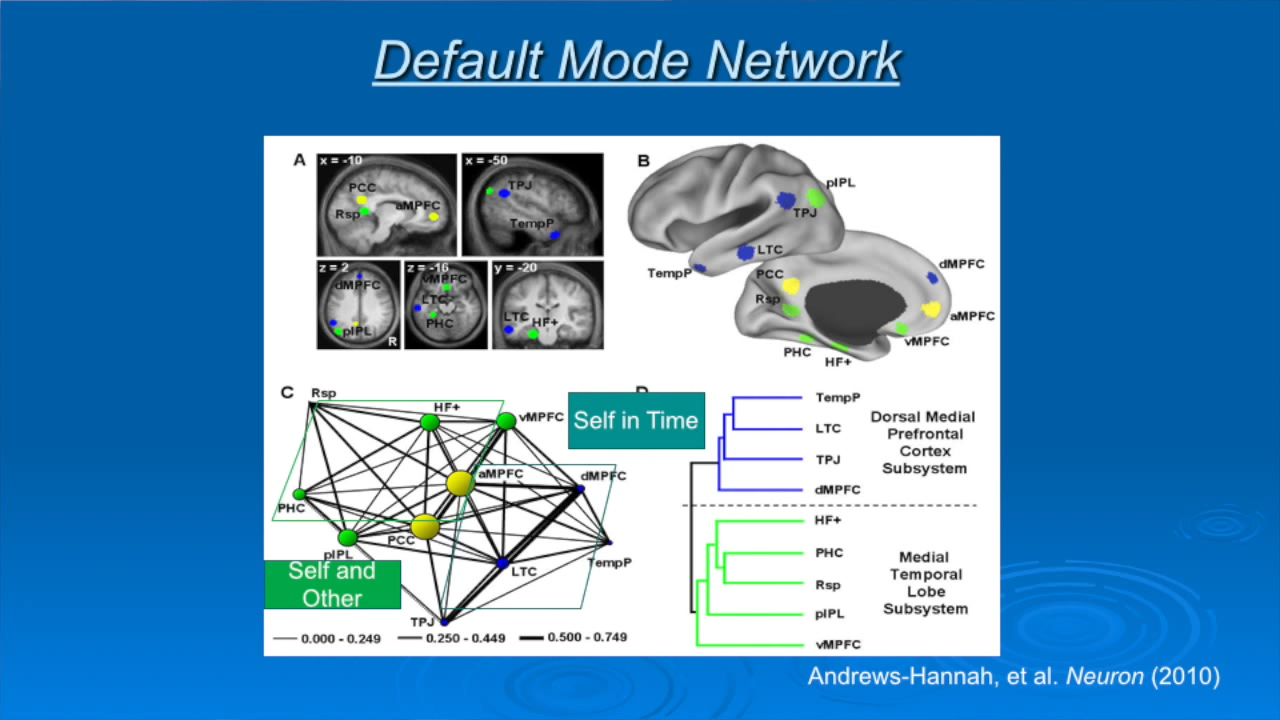 Default Mode Network
A
x = -10
PCC
Rsp
aMPFC
x = -50
TPJ
TempP
z = 2
dMPFC
pIPL
R
z = -16
vMPFC
LTC
PHC
y = -20
LTC
HF+
B
pIPL
TPJ
LTC
TempP
PCC
Rsp
dMPFC
aMPFC
vMPFC
PHC
HF+
C
Rsp
HF+
vMPFC
aMPFC
dMPFC
PHC
PCC
pIPL
TempP
LTC
TPJ
0.000 - 0.249
0.250 - 0.449
0.500 - 0.749
Self in Time
Self and
Other
TempP
LTC
TPJ
dMPFC
Dorsal Medial
Prefrontal
Cortex
Subsystem
HF+
PHC
Rsp
pIPL
vMPFC
Medial
Temporal
Lobe
Subsystem
Andrews-Hannah, et al. Neuron (2010)